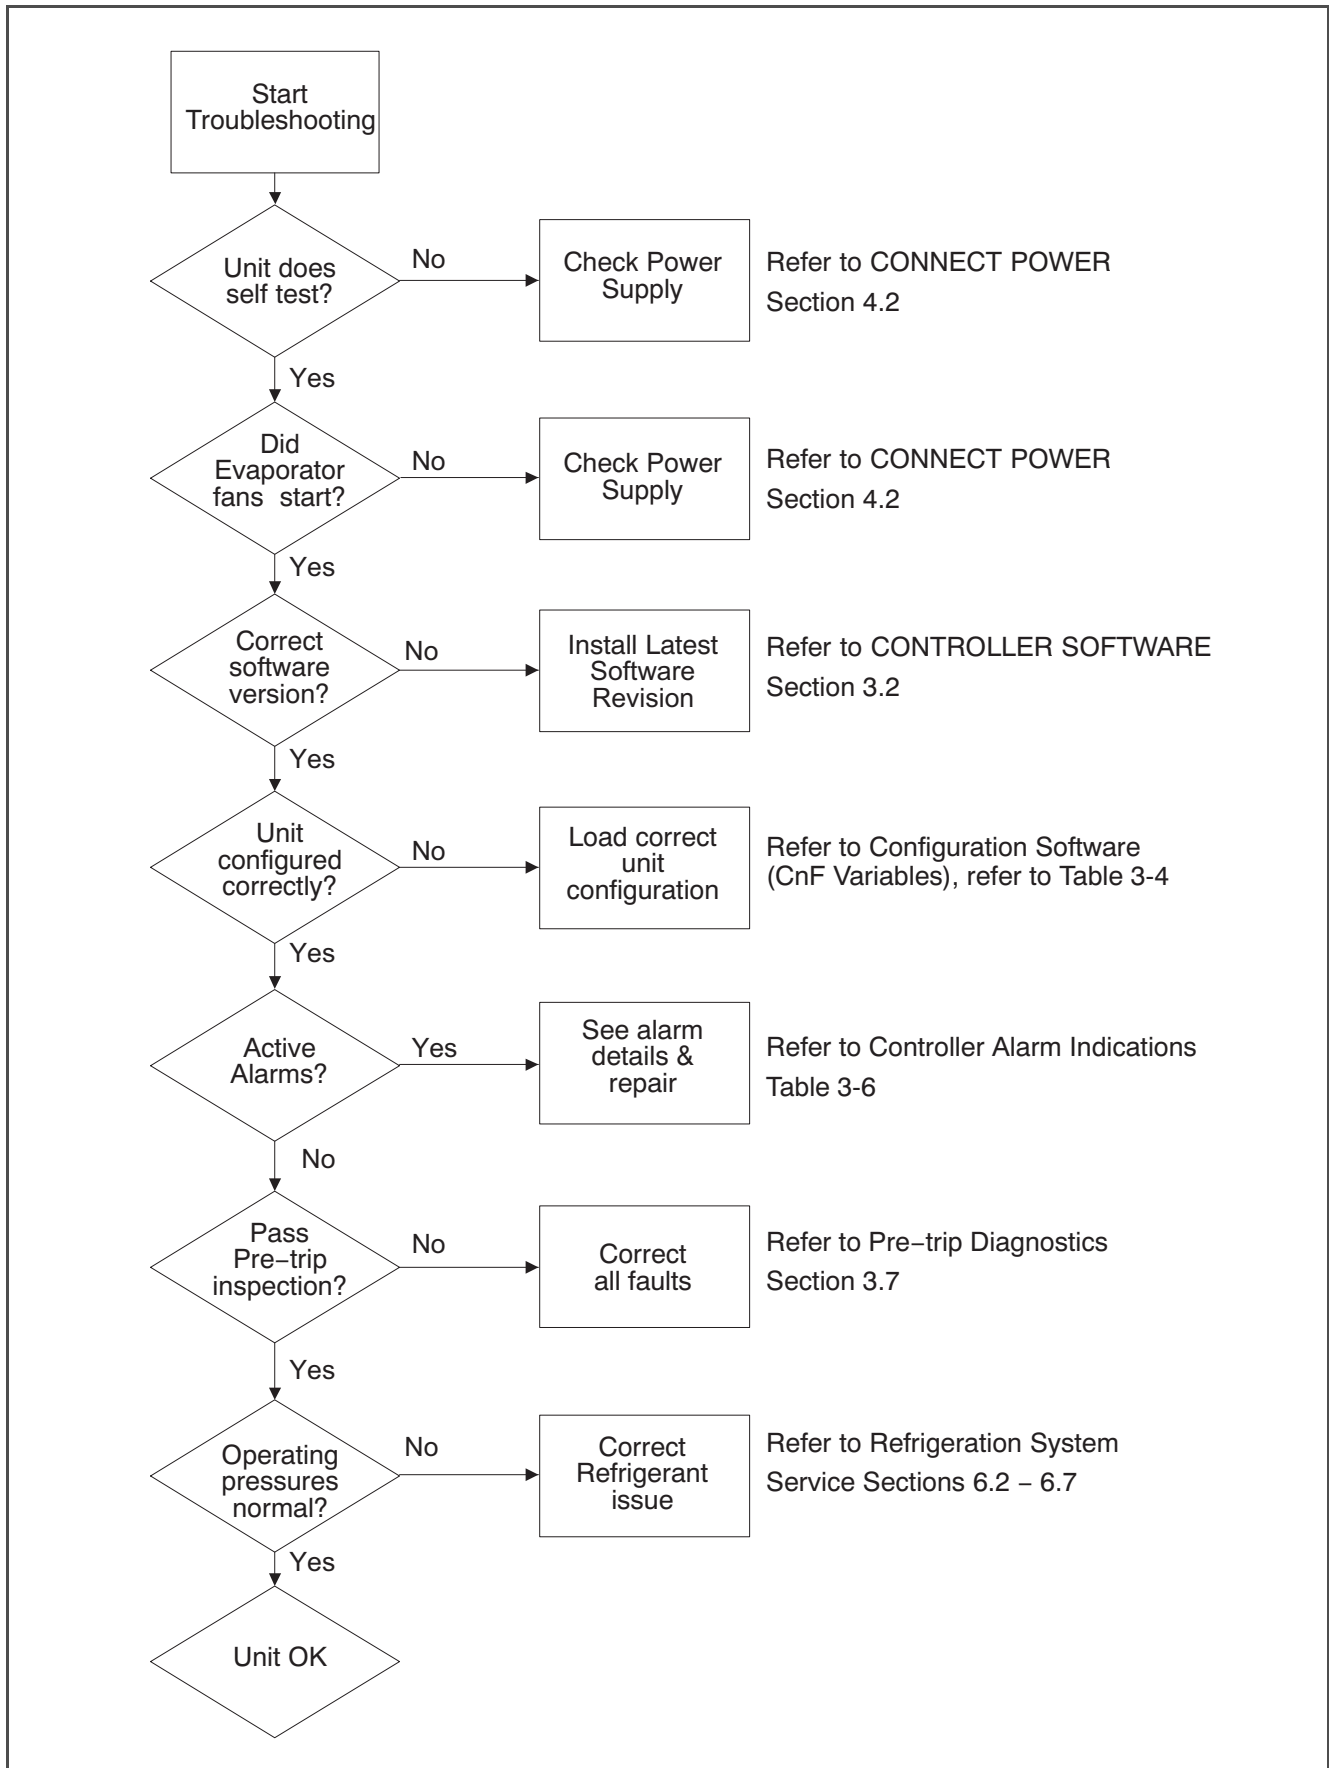 Start
Troubleshooting
Unit does
self test?
No
Check Power
Supply
Refer to CONNECT POWER
Section 4.2
Yes
Did
Evaporator
fans start?
No
Check Power
Supply
Refer to CONNECT POWER
Section 4.2
Yes
Correct
software
version?
No
Install Latest
Software
Revision
Refer to CONTROLLER SOFTWARE
Section 3.2
Yes
Unit
configured
correctly?
No
Load correct
unit
configuration
Refer to Configuration Software
(CnF Variables), refer to Table 3-4
Yes
Active
Alarms?
Yes
See alarm
details &
repair
Refer to Controller Alarm Indications
Table 3-6
No
Pass
Pre−trip
inspection?
No
Correct
all faults
Refer to Pre−trip Diagnostics
Section 3.7
Yes
Operating
pressures
normal?
No
Correct
Refrigerant
issue
Refer to Refrigeration System
Service Sections 6.2 − 6.7
Yes
Unit OK